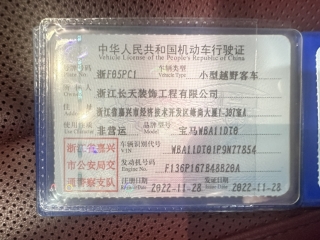 中华人民共和国机动车行驶证
Vehicle License of the People's Republic of China
号牌号码 浙F05PC1 车辆类型 Vehicle Type 小型越野客车
所有人 浙江长天装饰工程有限公司
住址 浙江省嘉兴市经济技术开发区 大厦1-307室A
使用性质 Use Character 非营运 品牌型号 Model 宝马WBA11DT0
浙江省嘉兴
市公安局交
通警察支队
车辆识别代号 VIN WBA11DT01P9N77854
发动机号码 Engine No. F136P167B48B20A
注册日期 Register Date 2022-11-28 发证日期 Issue Date 2022-11-28